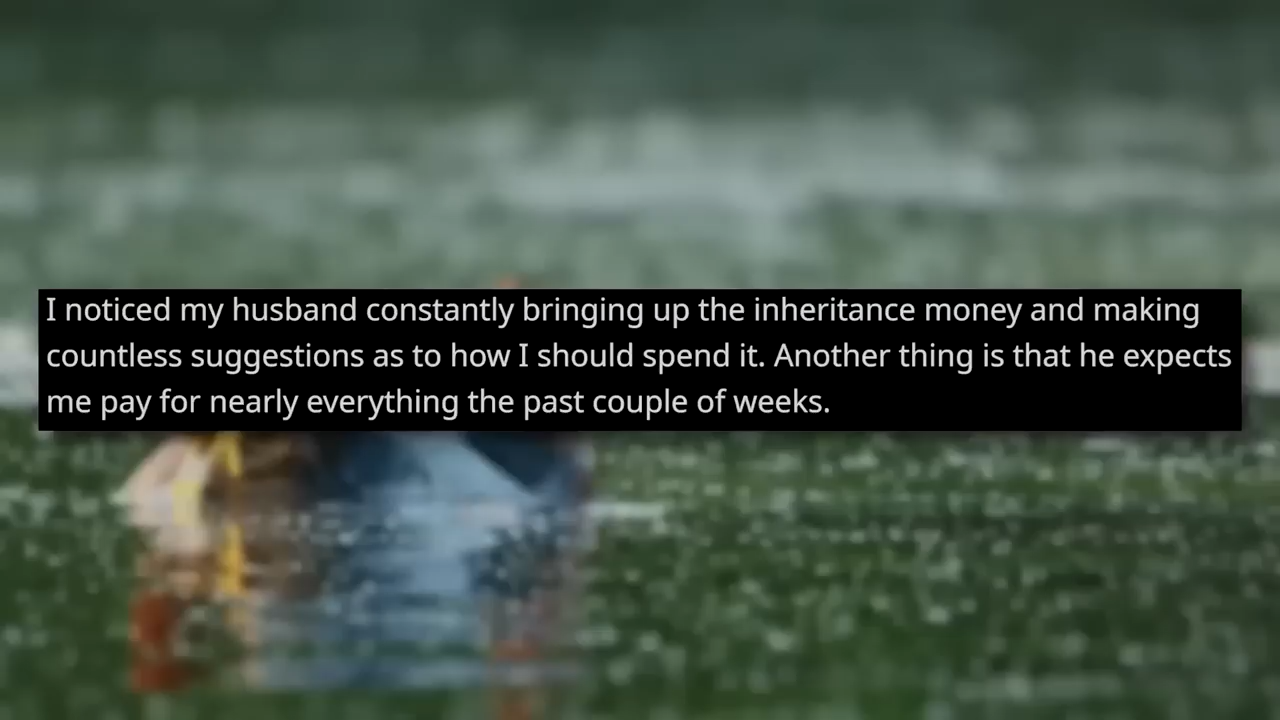 I noticed my husband constantly bringing up the inheritance money and making
countless suggestions as to how I should spend it. Another thing is that he expects
me pay for nearly everything the past couple of weeks.